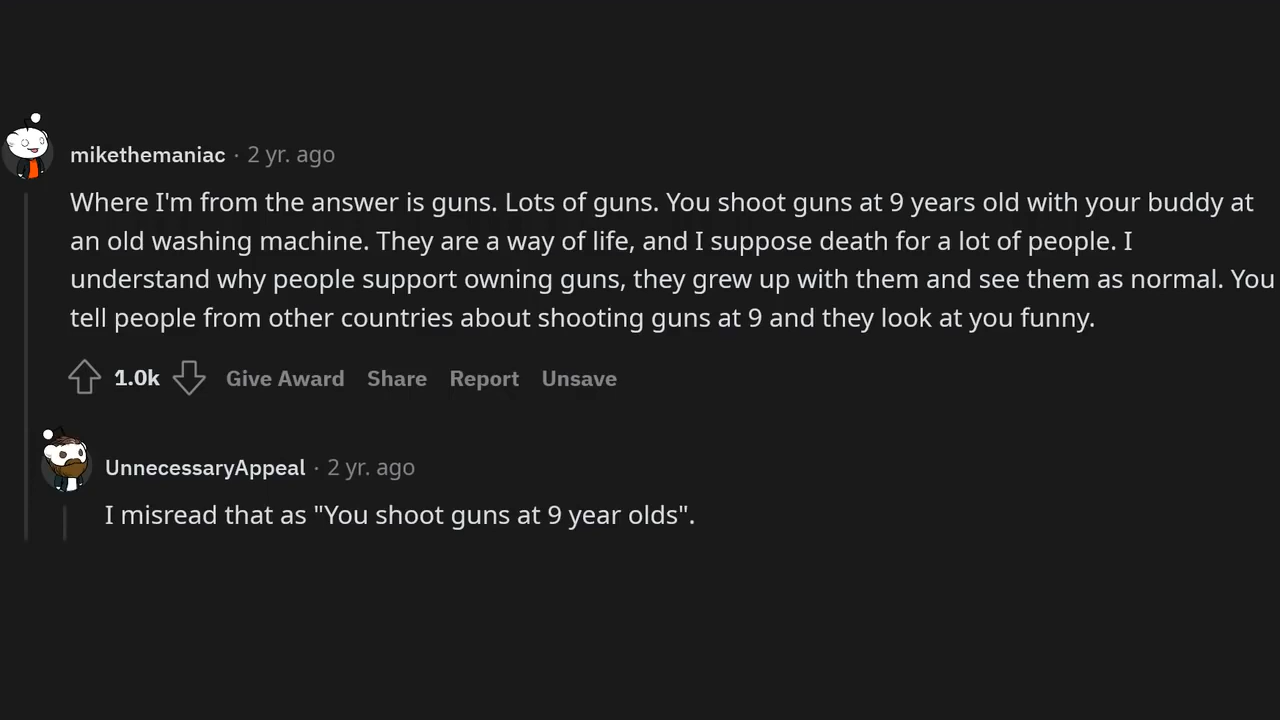 mikethemaniac · 2 yr. ago
Where I'm from the answer is guns. Lots of guns. You shoot guns at 9 years old with your buddy at
an old washing machine. They are a way of life, and I suppose death for a lot of people. I
understand why people support owning guns, they grew up with them and see them as normal. You
tell people from other countries about shooting guns at 9 and they look at you funny.
1.0k Give Award Share Report Unsave
UnnecessaryAppeal · 2 yr. ago
I misread that as "You shoot guns at 9 year olds".